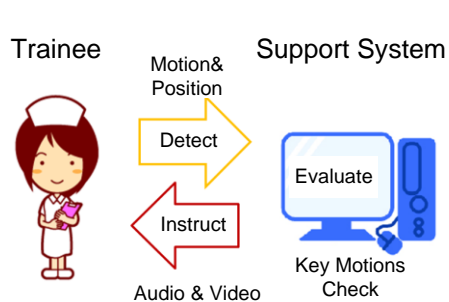 Trainee
Support System
Motion&
Position
Detect
Evaluate
Instruct
Key Motions
Check
Audio & Video